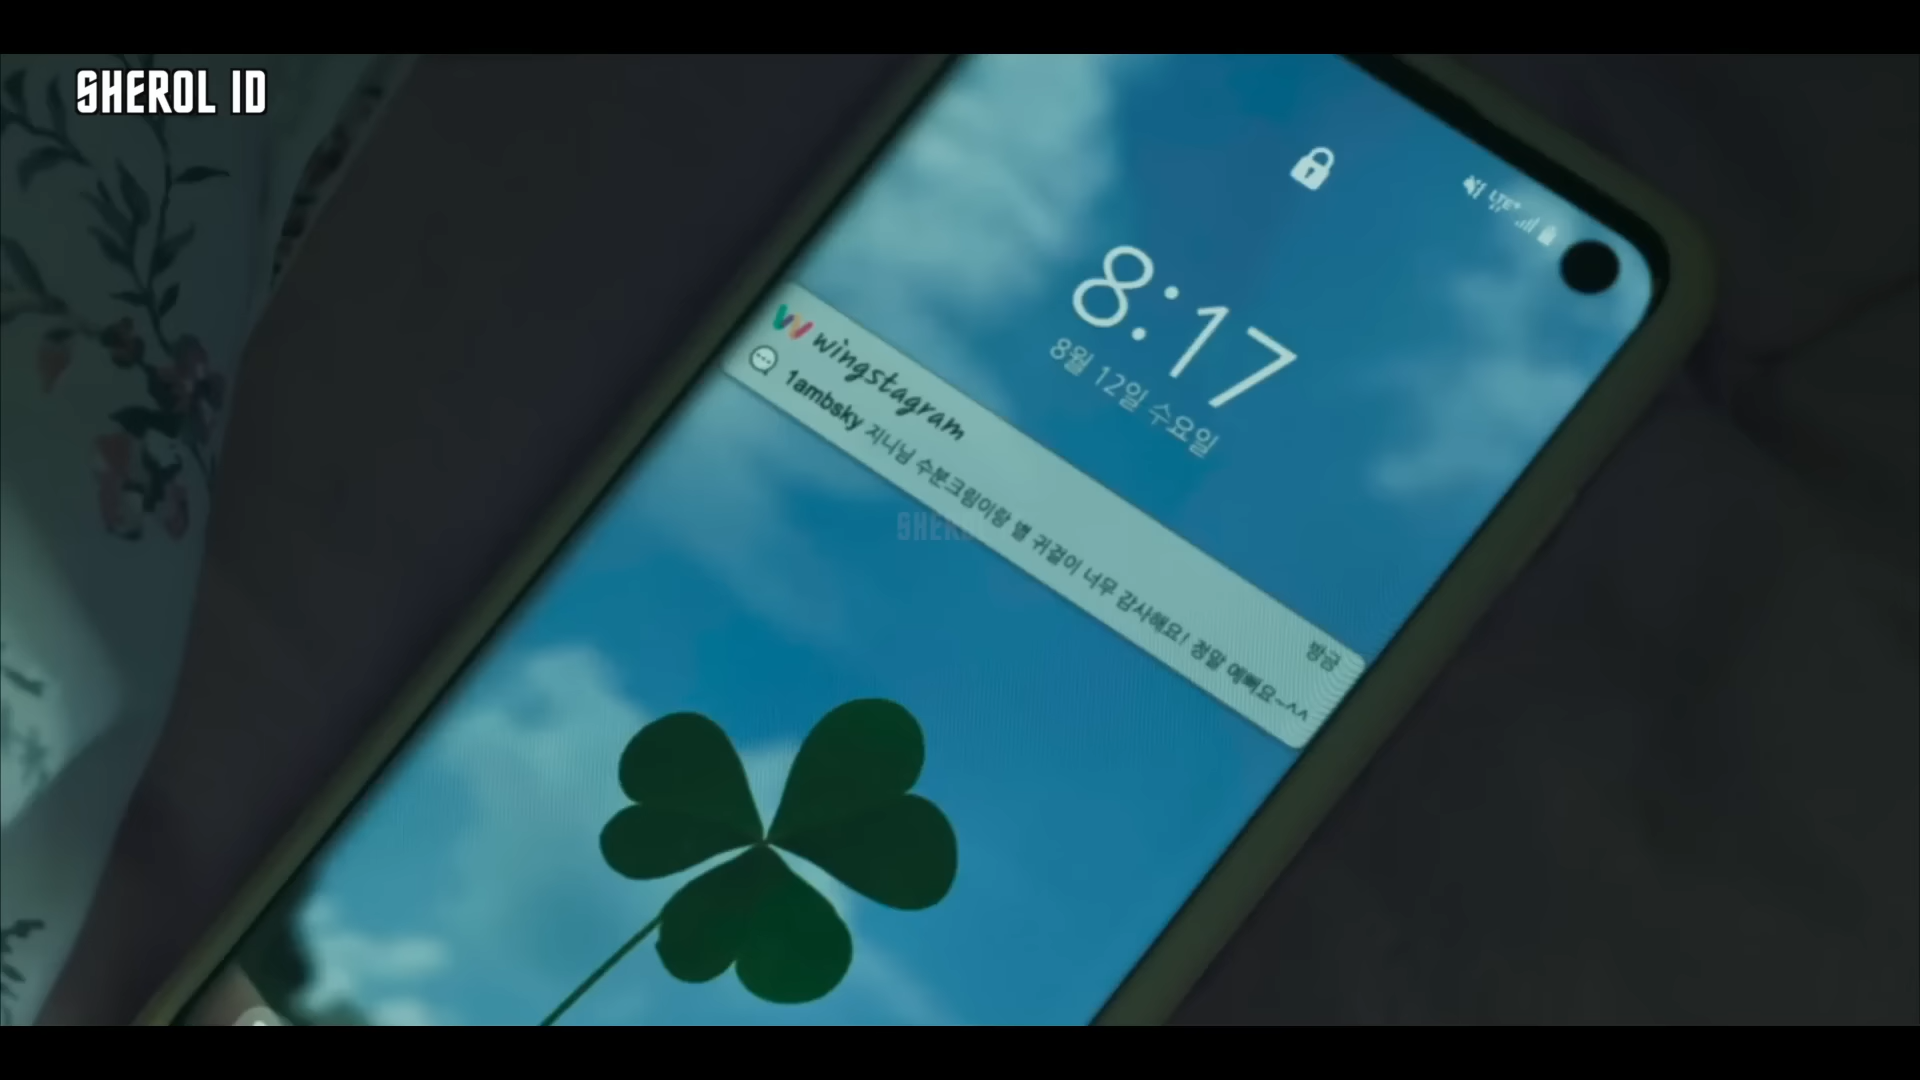 SHEROL ID
LTE+
8:17
8월 12일 수요일
wingstagram
방금
1ambsky 지니님 수분크림이랑 별 귀걸이 너무 감사해요! 정말 예뻐요~^^